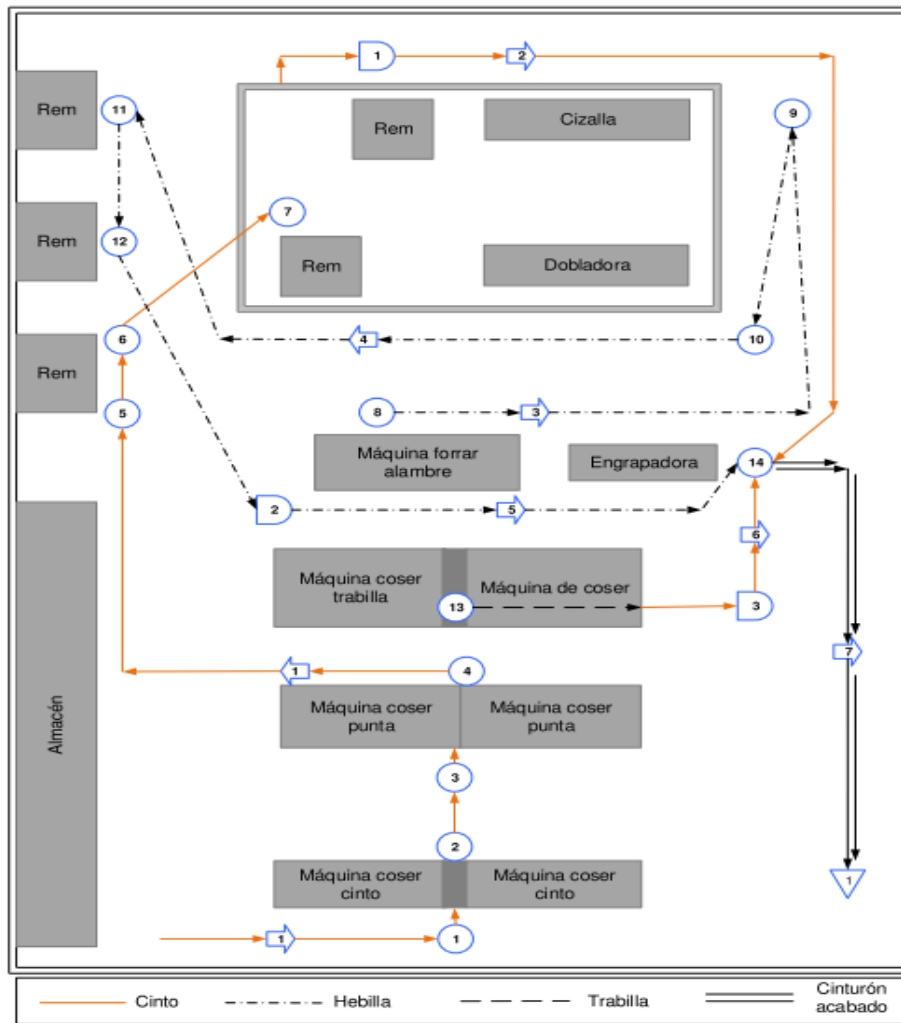 1
2
Rem
11
Rem
Cizalla
9
7
Rem
12
Rem
Dobladora
6
4
10
Rem
5
8
3
Máquina forrar
alambre
Engrapadora
14
2
5
6
Máquina coser
trabilla
Máquina de coser
13
3
1
4
7
Máquina coser
punta
Máquina coser
punta
Almacén
3
2
Máquina coser
cinto
Máquina coser
cinto
1
1
1
Cinto
Hebilla
Trabilla
Cinturón
acabado